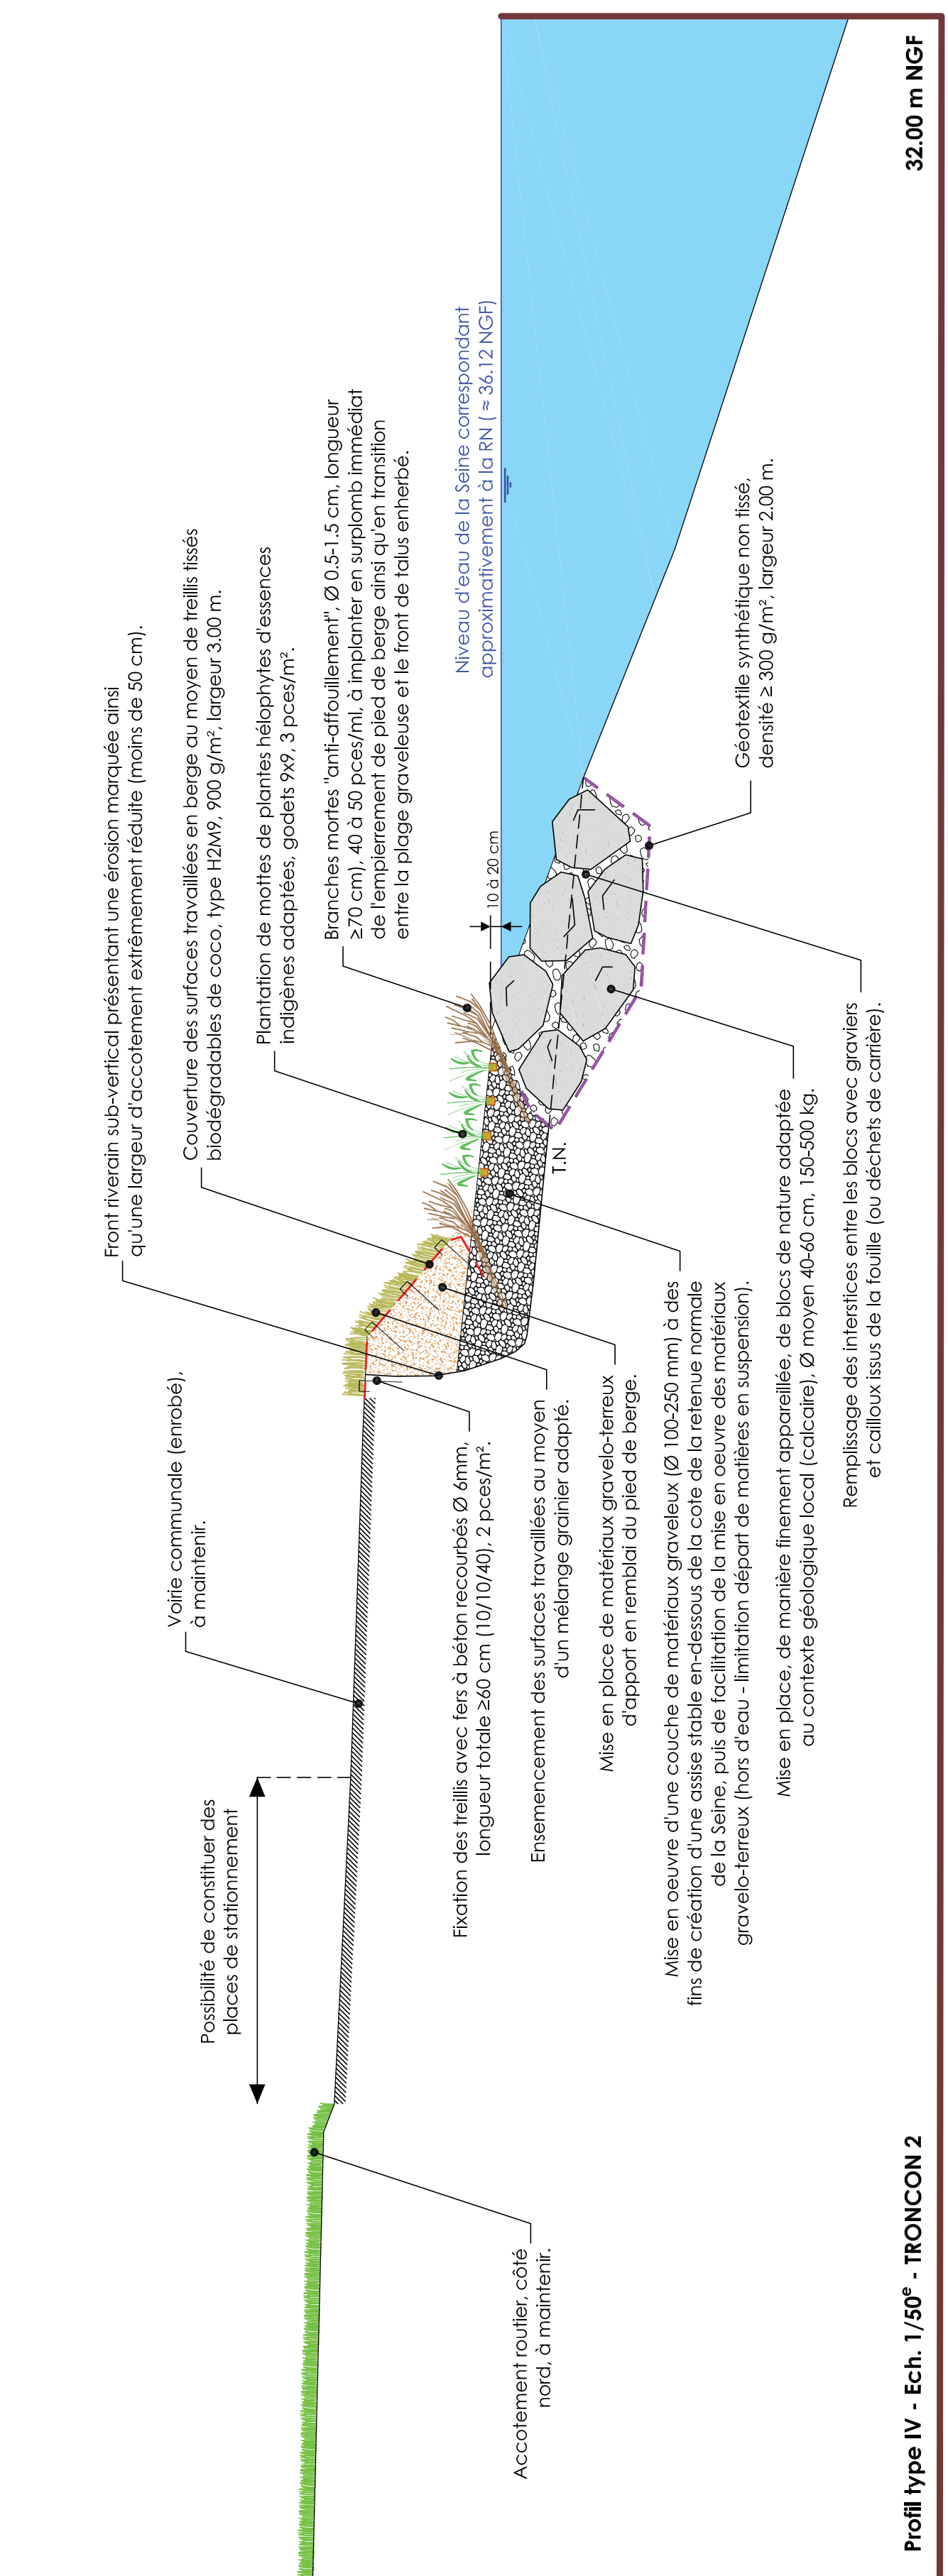 Front riverain sub-vertical présentant une érosion marquée ainsi
qu'une largeur d'accotement extrêmement réduite (moins de 50 cm).
Couverture des surfaces travaillées en berge au moyen de treillis tissés
biodégradables de coco, type H2M9, 900 g/m², largeur 3.00 m.
Plantation de mottes de plantes hélophytes d'essences
indigènes adaptées, godets 9x9, 3 pces/m².
Branches mortes "anti-affouillement", Ø 0.5-1.5 cm, longueur
≥70 cm), 40 à 50 pces/ml, à implanter en surplomb immédiat
de l'empierrement de pied de berge ainsi qu'en transition
entre la plage graveleuse et le front de talus enherbé.
Niveau d'eau de la Seine correspondant
approximativement à la RN ( ≈ 36.12 NGF)
10 à 20 cm
Voirie communale (enrobé),
à maintenir.
Possibilité de constituer des
places de stationnement
T.N.
Géotextile synthétique non tissé,
densité ≥ 300 g/m², largeur 2.00 m.
Accotement routier, côté
nord, à maintenir.
Fixation des treillis avec fers à béton recourbés Ø 6mm,
longueur totale ≥60 cm (10/10/40), 2 pces/m².
Ensemencement des surfaces travaillées au moyen
d'un mélange grainier adapté.
Mise en place de matériaux gravelo-terreux
d'apport en remblai du pied de berge.
Mise en oeuvre d'une couche de matériaux graveleux (Ø 100-250 mm) à des
fins de création d'une assise stable en-dessous de la cote de la retenue normale
de la Seine, puis de facilitation de la mise en oeuvre des matériaux
gravelo-terreux (hors d'eau - limitation départ de matières en suspension).
Mise en place, de manière finement appareillée, de blocs de nature adaptée
au contexte géologique local (calcaire), Ø moyen 40-60 cm, 150-500 kg.
Remplissage des interstices entre les blocs avec graviers
et cailloux issus de la fouille (ou déchets de carrière).
Profil type IV - Ech. 1/50e - TRONCON 2
32.00 m NGF